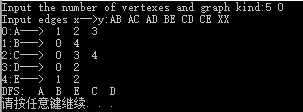 Input the number of vertexes and graph kind:5 0
Input edges x-->y:AB AC AD BE CD CE XX
0:A---> 1 2 3
1:B---> 0 4
2:C---> 0 3 4
3:D---> 0 2
4:E---> 1 2
DFS: A B E C D
请按任意键继续. . .